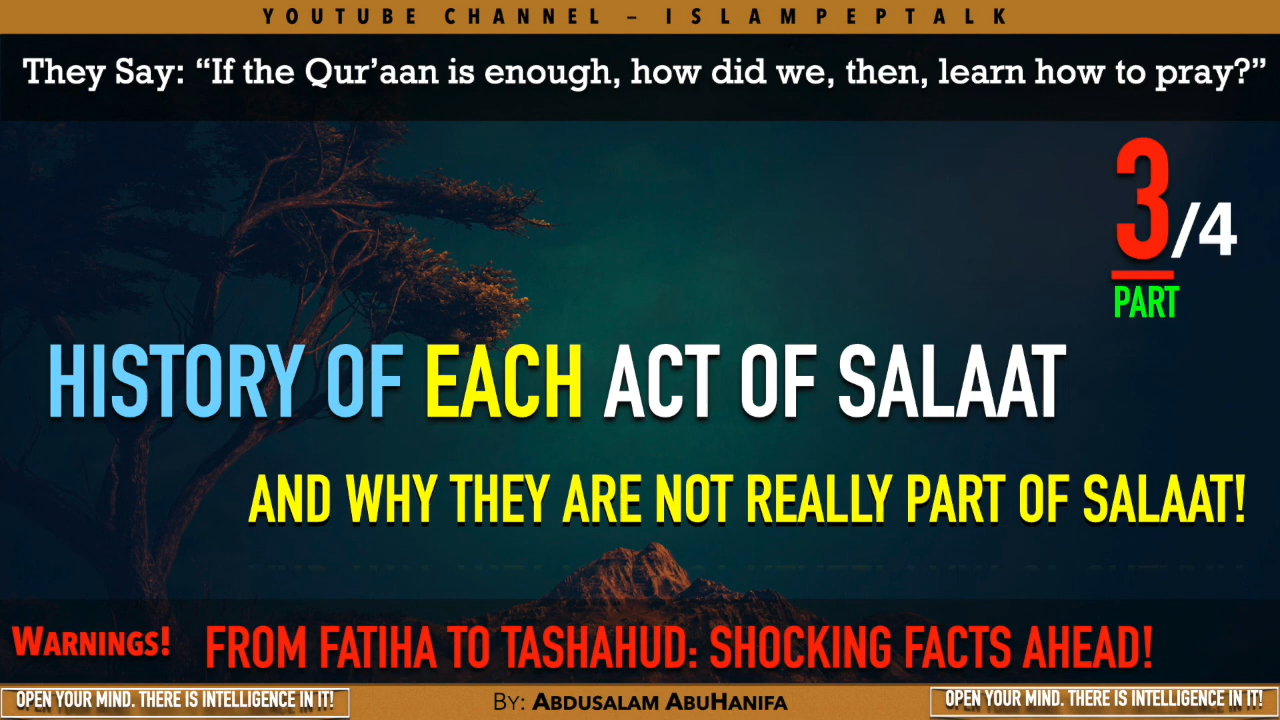 YOUTUBE CHANNEL – ISLAMPEPTALK
They Say: “If the Qur’aan is enough, how did we, then, learn how to pray?”
3/4
PART
HISTORY OF EACH ACT OF SALAAT
AND WHY THEY ARE NOT REALLY PART OF SALAAT!
WARNINGS! FROM FATIHA TO TASHAHUD: SHOCKING FACTS AHEAD!
OPEN YOUR MIND. THERE IS INTELLIGENCE IN IT!
BY: ABDUSALAM ABUHANIFA
OPEN YOUR MIND. THERE IS INTELLIGENCE IN IT!